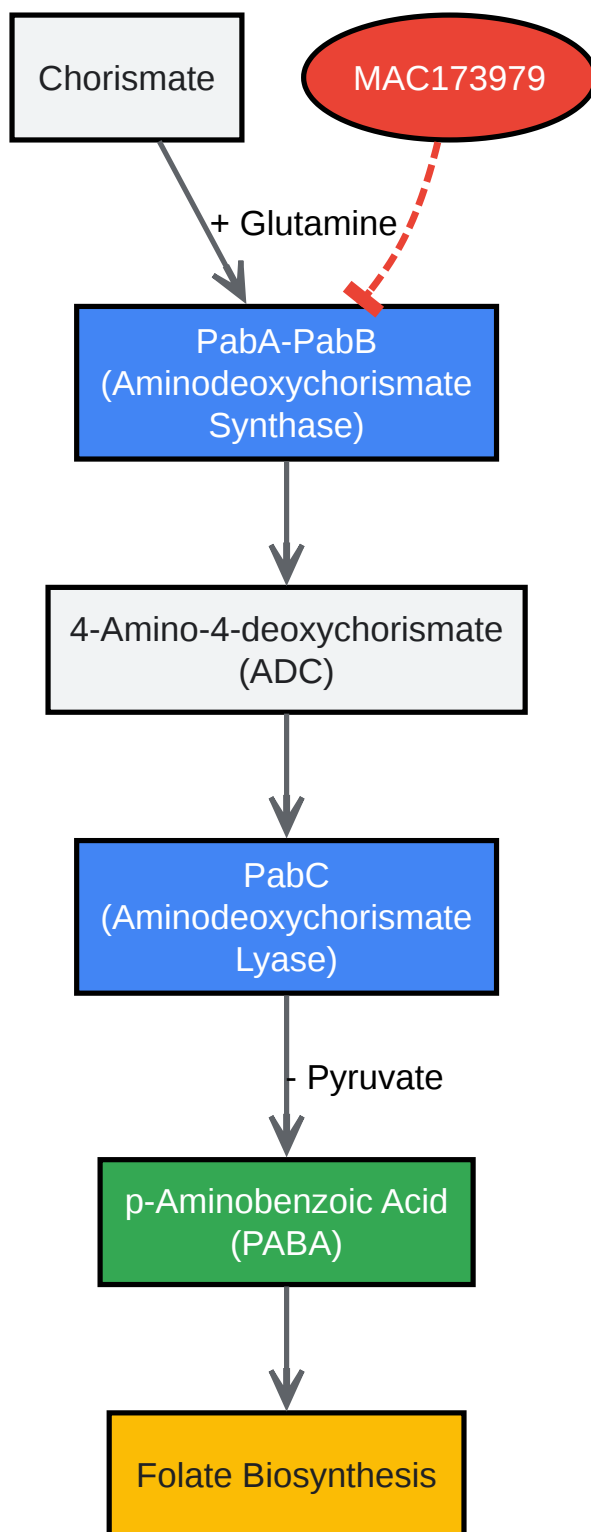 Chorismate
MAC173979
+ Glutamine
PabA-PabB
(Aminodeoxychorismate
Synthase)
4-Amino-4-deoxychorismate
(ADC)
PabC
(Aminodeoxychorismate
Lyase)
- Pyruvate
p-Aminobenzoic Acid
(PABA)
Folate Biosynthesis